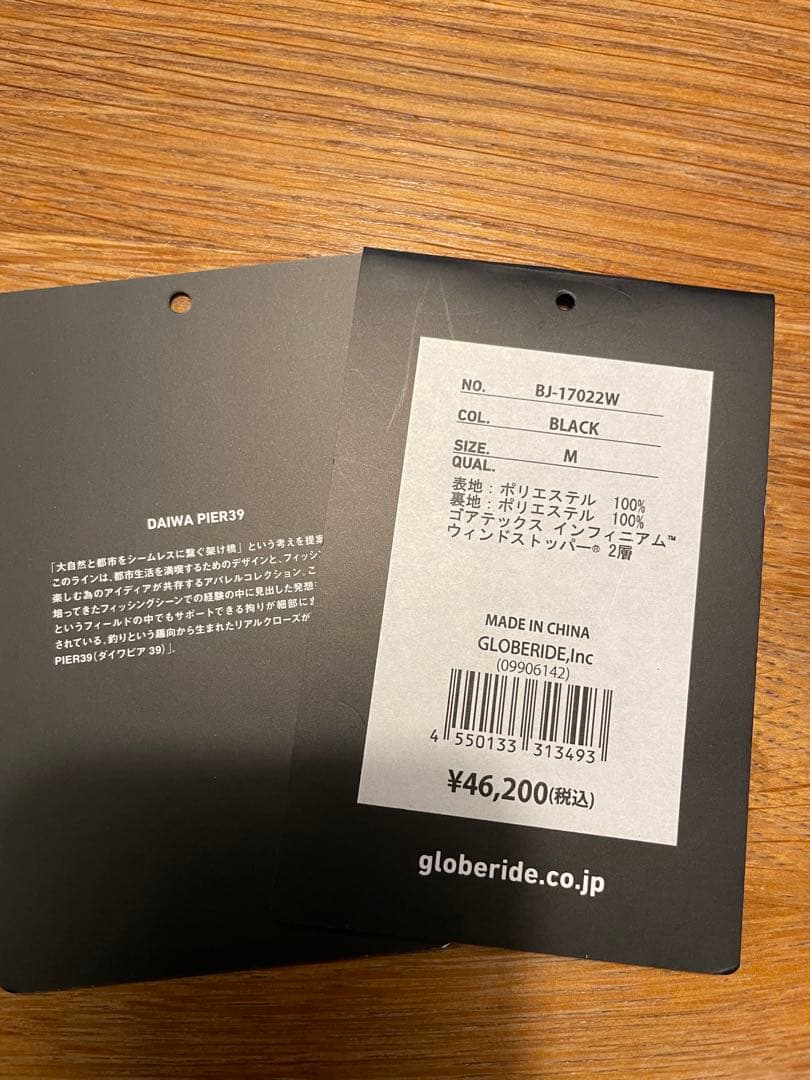 DAIWA PIER39
「大自然と都市をシームレスに繋ぐ架け橋」という考えを提案
このラインは、都市生活を満喫するためのデザインと、フィッシ
楽しむ為のアイディアが共存するアパレルコレクション。こ
培ってきたフィッシングシーンでの経験の中に見出した発想
というフィールドの中でもサポートできる拘りが細部に
されている。釣りという趣向から生まれたリアルクローズが
PIER39(ダイワピア 39)」。
NO. BJ-17022W
COL. BLACK
SIZE. M
QUAL.
表地:ポリエステル 100%
裏地:ポリエステル 100%
ゴアテックス インフィニアム™
ウィンドストッパー® 2層
MADE IN CHINA
GLOBERIDE,Inc
(09906142)
4 550133 313493
¥46,200(税込)
globeride.co.jp